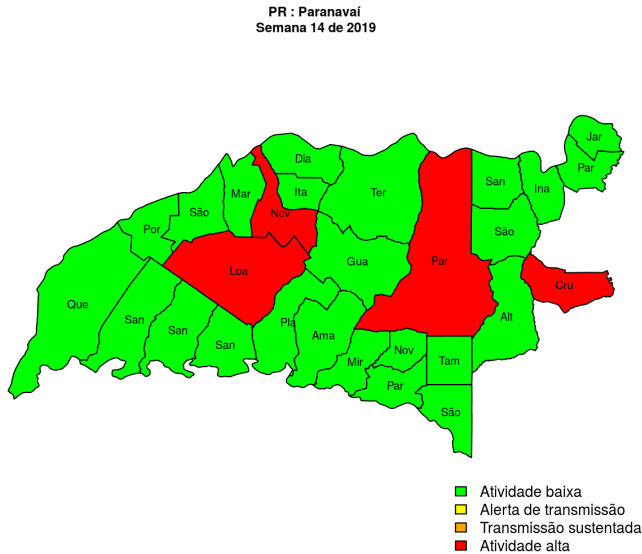 PR : Paranavaí
Semana 14 de 2019
Jar
Par
Dia
Ita
Ter
San
Ina
Mar
São
Nov
Por
São
Par
Gua
Loa
Cru
Que
San
San
San
Pla
Ama
Alt
Mir
Nov
Tam
Par
São
Atividade baixa
Alerta de transmissão
Transmissão sustentada
Atividade alta